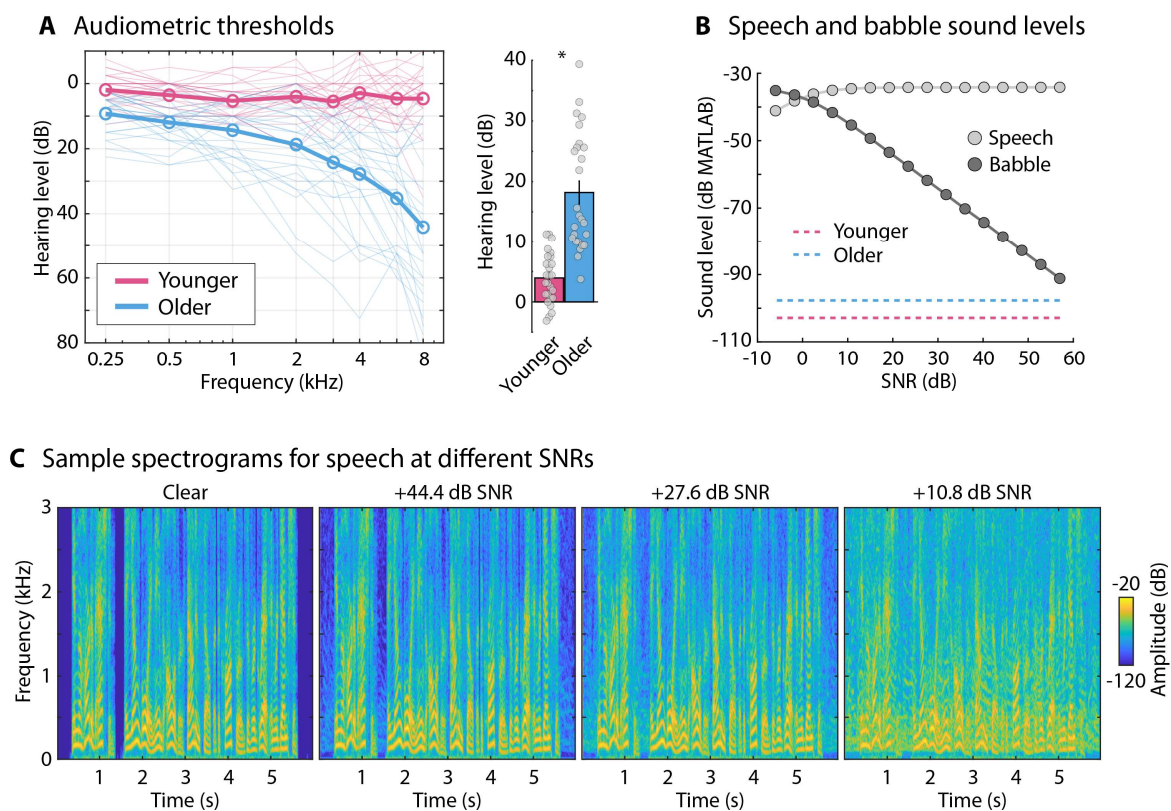 A Audiometric thresholds
0
20
40
60
80
Hearing level (dB)
0.25
0.5
1
2
4
8
Frequency (kHz)
Younger
Older
*
40
30
20
10
0
Hearing level (dB)
Younger
Older
B Speech and babble sound levels
-30
-50
-70
-90
-110
Sound level (dB MATLAB)
-10
0
10
20
30
40
50
60
SNR (dB)
Speech
Babble
Younger
Older
C Sample spectrograms for speech at different SNRs
Clear
+44.4 dB SNR
+27.6 dB SNR
+10.8 dB SNR
3
2
1
0
Frequency (kHz)
1 2 3 4 5
Time (s)
1 2 3 4 5
Time (s)
1 2 3 4 5
Time (s)
1 2 3 4 5
Time (s)
-20
-120
Amplitude (dB)